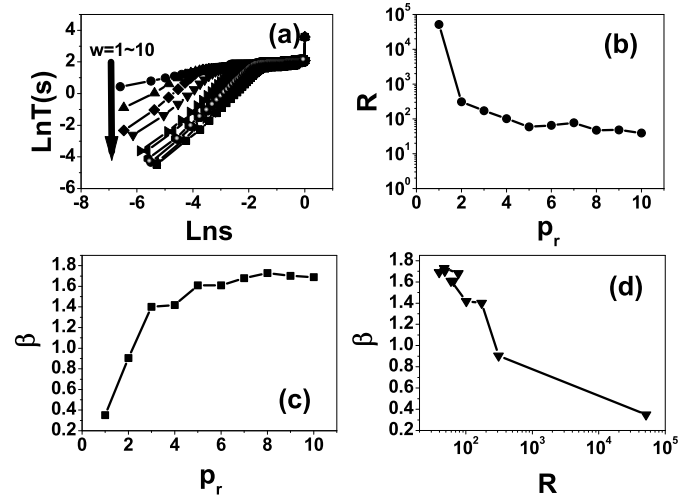 4
2
0
-2
-4
-6
LnT(s)
w=1~10
(a)
-8 -6 -4 -2 0
Lns
10^5
10^4
10^3
10^2
10^1
10^0
R
(b)
0 2 4 6 8 10
p_r
1.8
1.6
1.4
1.2
1.0
0.8
0.6
0.4
0.2
β
(c)
0 2 4 6 8 10
p_r
1.8
1.6
1.4
1.2
1.0
0.8
0.6
0.4
0.2
β
(d)
10^2 10^3 10^4 10^5
R